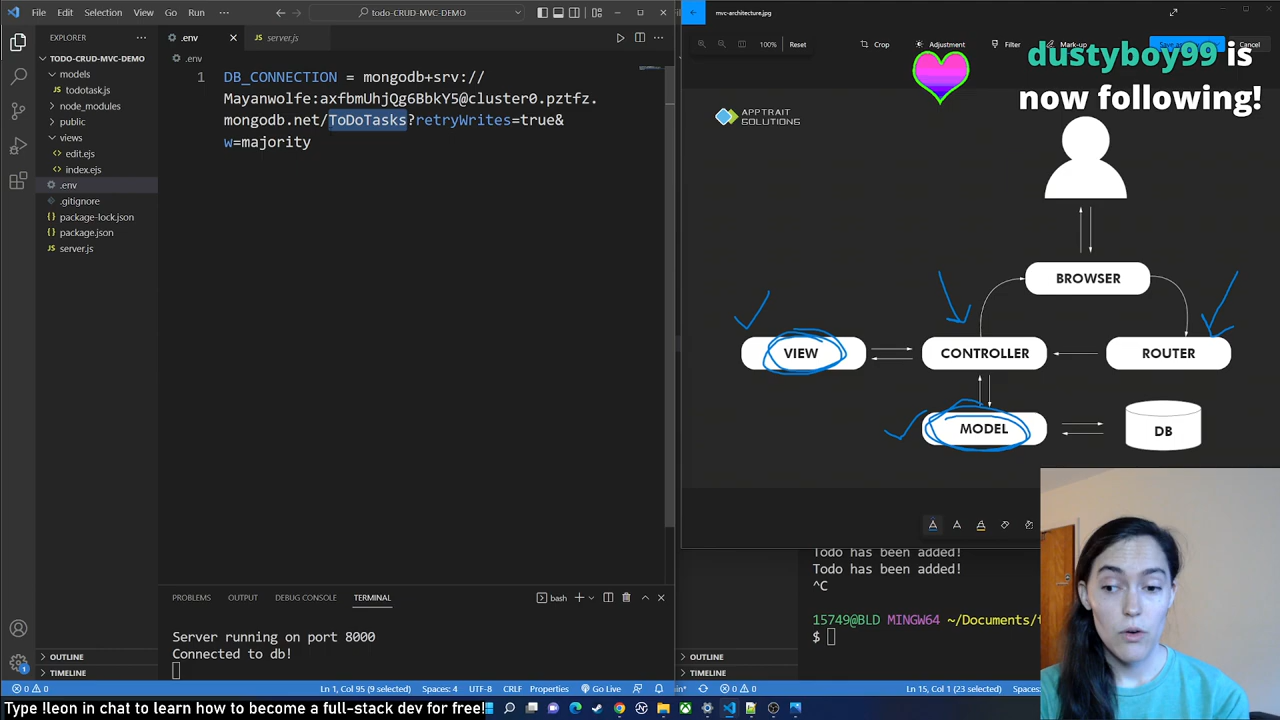 File Edit Selection View Go Run ··· todo-CRUD-MVC-DEMO
mvc-architecture.jpg
EXPLORER
.env
server.js
100% Reset Crop Adjustment Filter Mark-up Cancel
dustyboy99 is
now following!
TODO-CRUD-MVC-DEMO
models
todotask.js
node_modules
public
views
edit.ejs
index.ejs
.env
.gitignore
package-lock.json
package.json
server.js
.env
1 DB_CONNECTION = mongodb+srv://
Mayanwolfe:axfbmUhjQg6BbkY5@cluster0.pztfz.
mongodb.net/ToDoTasks?retryWrites=true&
w=majority
APPTRAIT
SOLUTIONS
BROWSER
VIEW
CONTROLLER
ROUTER
MODEL
DB
Todo has been added!
Todo has been added!
^C
15749@BLD MINGW64 ~/Documents/
$
PROBLEMS OUTPUT DEBUG CONSOLE TERMINAL bash
Server running on port 8000
Connected to db!
OUTLINE
TIMELINE
OUTLINE
TIMELINE
0 0 Ln 1, Col 95 (9 selected) Spaces: 4 UTF-8 CRLF Properties Go Live
0 0 Ln 15, Col 1 (23 selected) Spaces:
Type !leon in chat to learn how to become a full-stack dev for free!